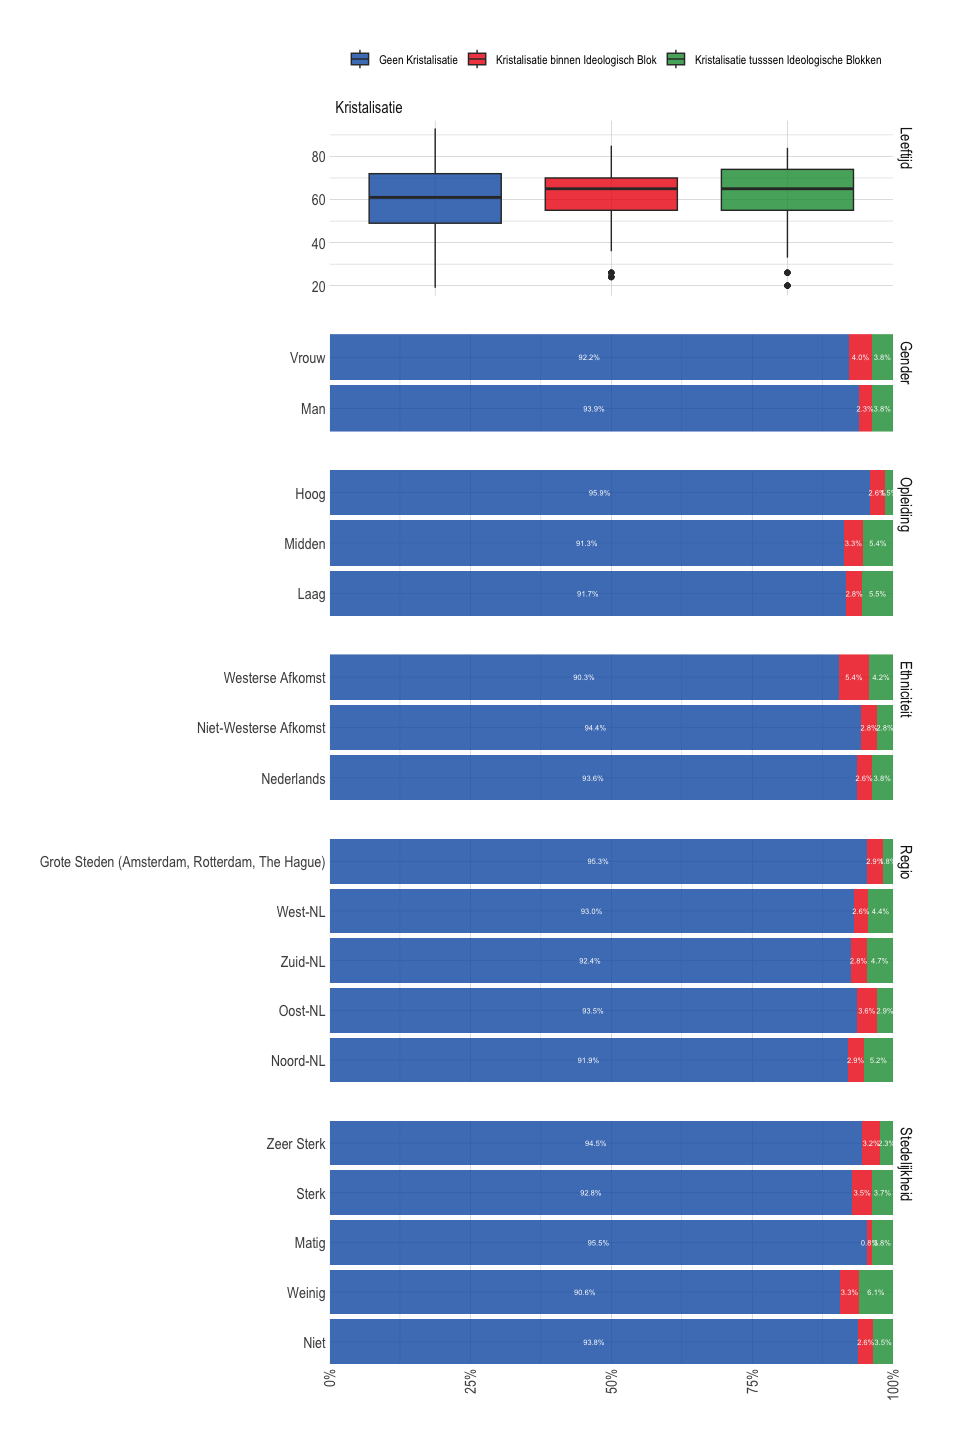 Geen Kristalisatie Kristalisatie binnen Ideologisch Blok Kristalisatie tusssen Ideologische Blokken
Kristalisatie
Leeftijd
80
60
40
20
Gender
Vrouw 92.2% 4.0% 3.8%
Man 93.9% 2.3% 3.8%
Opleiding
Hoog 95.9% 2.6%
Midden 91.3% 3.3% 5.4%
Laag 91.7% 2.8% 5.5%
Ethniciteit
Westerse Afkomst 90.3% 5.4% 4.2%
Niet-Westerse Afkomst 94.4% 2.8% 2.8%
Nederlands 93.6% 2.6% 3.8%
Regio
Grote Steden (Amsterdam, Rotterdam, The Hague) 95.3% 2.9%
West-NL 93.0% 2.6% 4.4%
Zuid-NL 92.4% 2.8% 4.7%
Oost-NL 93.5% 3.6% 2.9%
Noord-NL 91.9% 2.9% 5.2%
Stedelijkheid
Zeer Sterk 94.5% 3.2% 2.3%
Sterk 92.8% 3.5% 3.7%
Matig 95.5% 0.8%
Weinig 90.6% 3.3% 6.1%
Niet 93.8% 2.6% 3.5%
0% 25% 50% 75% 100%